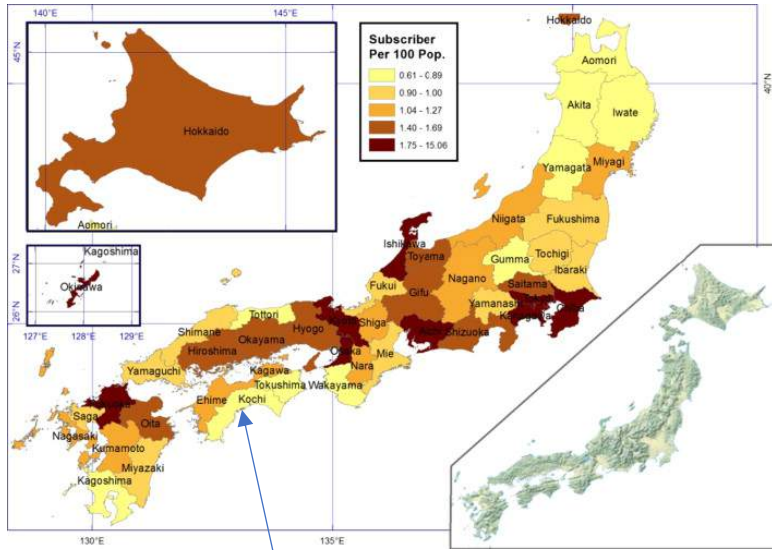 140°E
145°E
45°N
Hokkaido
Aomori
Subscriber
Per 100 Pop.
0.61 - 0.89
0.90 - 1.00
1.04 - 1.27
1.40 - 1.69
1.75 - 15.06
Hokkaido
Aomori
40°N
Akita
Iwate
Yamagata
Miyagi
Niigata
Fukushima
Ishikawa
Toyama
Gumma
Tochigi
Ibaraki
Fukui
Gifu
Nagano
Saitama
Yamanashi
Kagoshima
27°N
Okinawa
26°N
127°E
128°E
129°E
Tottori
Shimane
Hyogo
Shiga
Shizuoka
Okayama
Hiroshima
Osaka
Mie
Nara
Yamaguchi
Kagawa
Tokushima
Wakayama
Ehime
Kochi
Saga
Oita
Nagasaki
Kumamoto
Miyazaki
Kagoshima
130°E
135°E